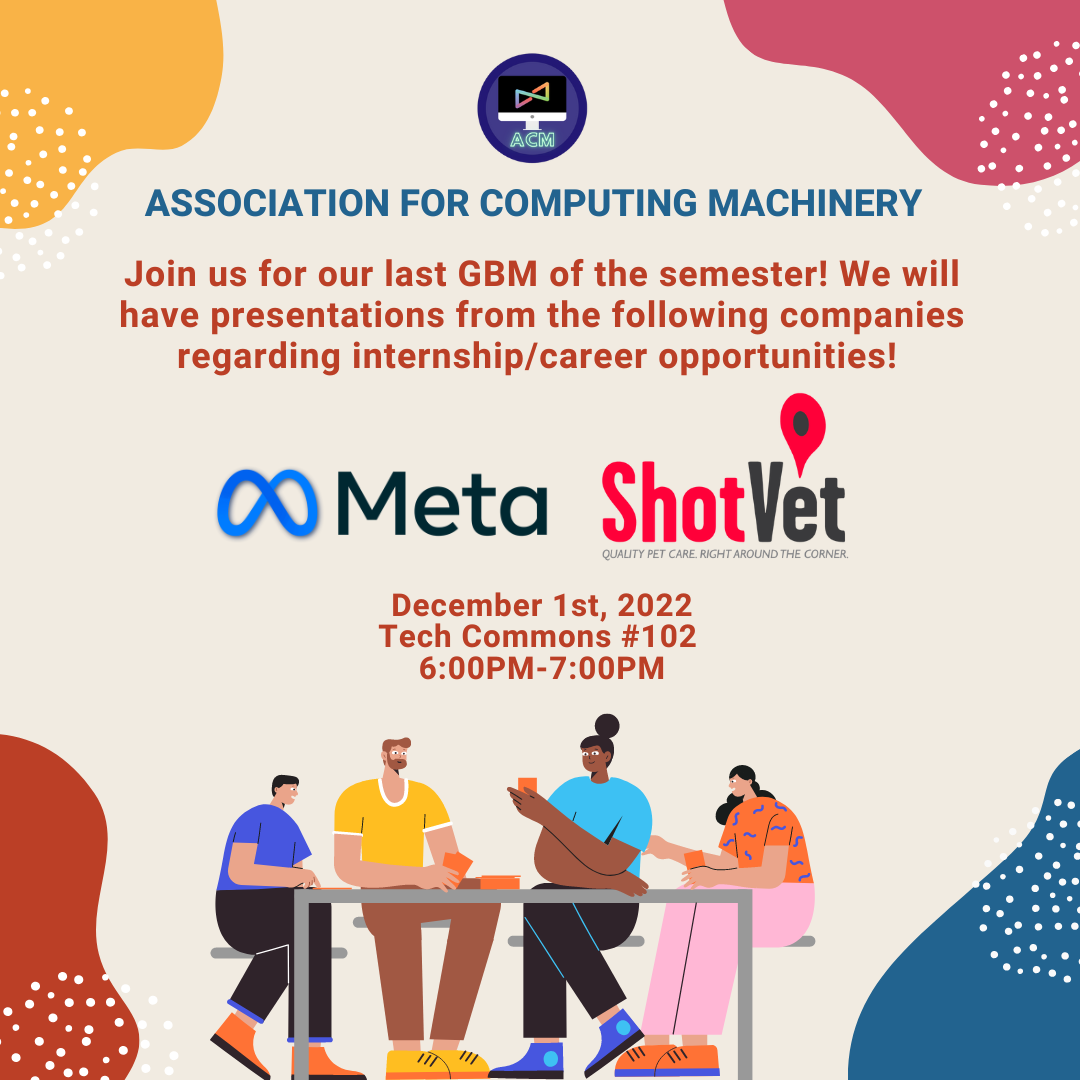 ACM
ASSOCIATION FOR COMPUTING MACHINERY
Join us for our last GBM of the semester! We will
have presentations from the following companies
regarding internship/career opportunities!
Meta
ShotVet
QUALITY PET CARE. RIGHT AROUND THE CORNER.
December 1st, 2022
Tech Commons #102
6:00PM-7:00PM